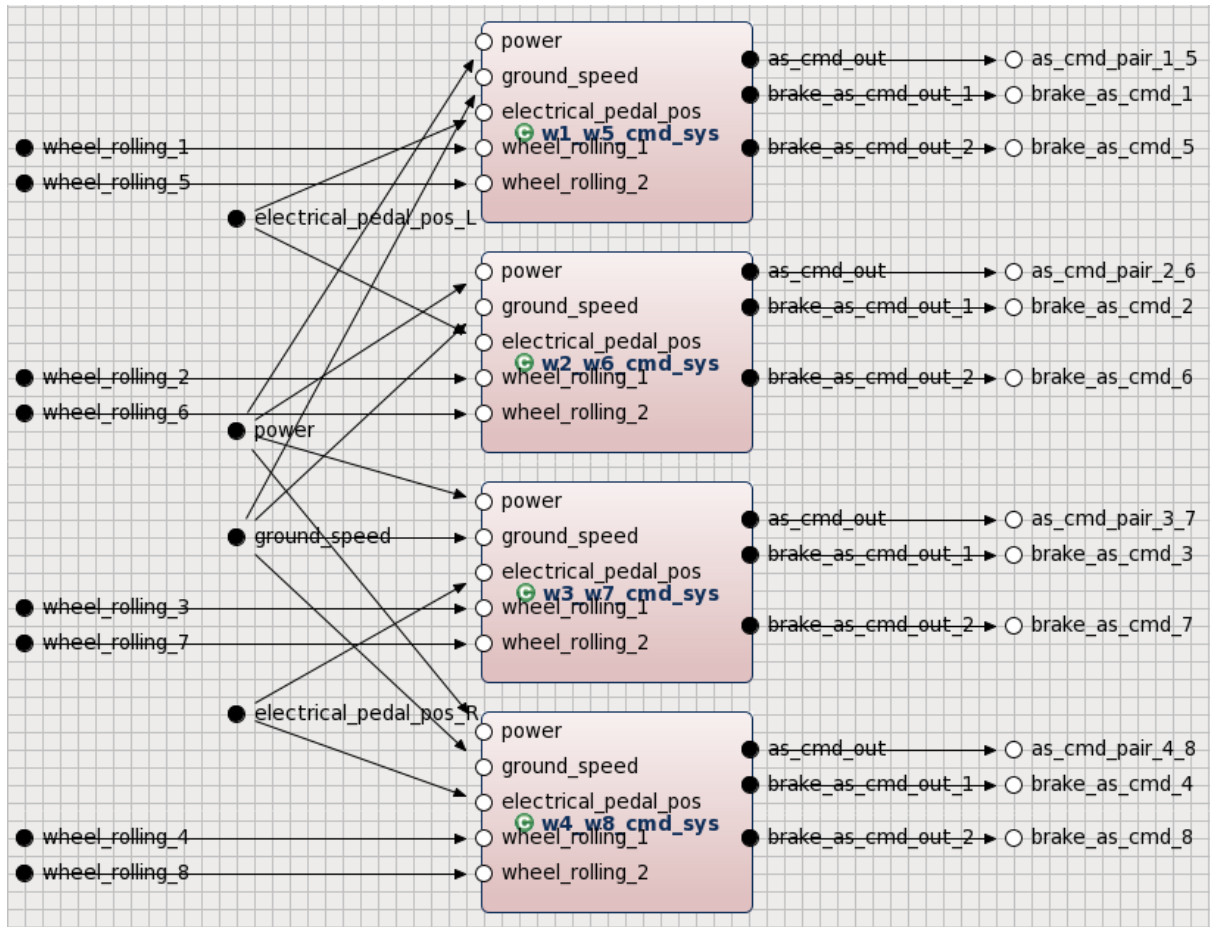 power
as_cmd_out
as_cmd_pair_1_5
ground_speed
brake_as_cmd_out_1
brake_as_cmd_1
electrical_pedal_pos
w1_w5_cmd_sys
wheel_rolling_1
wheel_rolling_1
brake_as_cmd_out_2
brake_as_cmd_5
wheel_rolling_5
wheel_rolling_2
electrical_pedal_pos_L
power
as_cmd_out
as_cmd_pair_2_6
ground_speed
brake_as_cmd_out_1
brake_as_cmd_2
electrical_pedal_pos
w2_w6_cmd_sys
wheel_rolling_2
wheel_rolling_1
brake_as_cmd_out_2
brake_as_cmd_6
wheel_rolling_6
wheel_rolling_2
power
power
as_cmd_out
as_cmd_pair_3_7
ground_speed
ground_speed
brake_as_cmd_out_1
brake_as_cmd_3
electrical_pedal_pos
w3_w7_cmd_sys
wheel_rolling_3
wheel_rolling_1
brake_as_cmd_out_2
brake_as_cmd_7
wheel_rolling_7
wheel_rolling_2
electrical_pedal_pos_R
power
as_cmd_out
as_cmd_pair_4_8
ground_speed
brake_as_cmd_out_1
brake_as_cmd_4
electrical_pedal_pos
w4_w8_cmd_sys
wheel_rolling_4
wheel_rolling_1
brake_as_cmd_out_2
brake_as_cmd_8
wheel_rolling_8
wheel_rolling_2